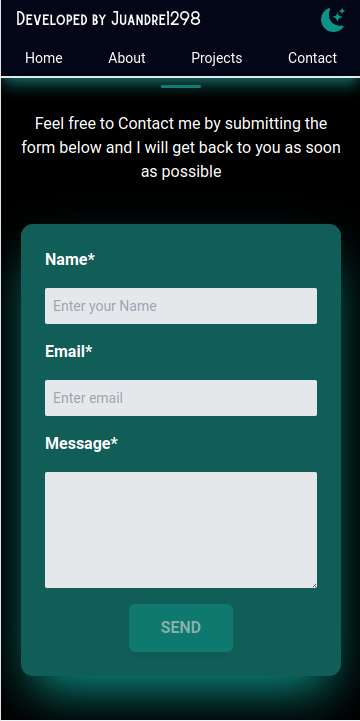 Developed by Juandre1298
Home About Projects Contact
Feel free to Contact me by submitting the
form below and I will get back to you as soon
as possible
Name*
Enter your Name
Email*
Enter email
Message*
SEND